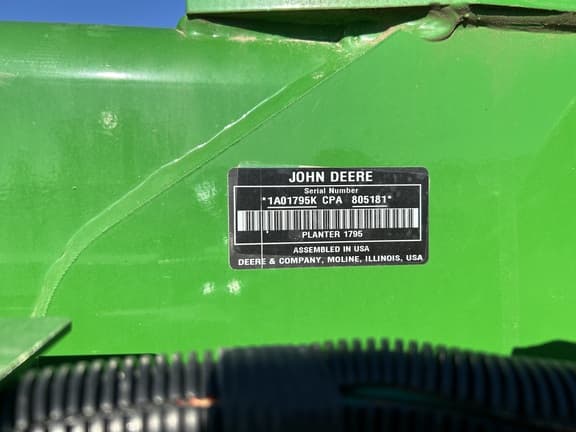 JOHN DEERE
Serial Number
*1A01795K CPA 805181*
PLANTER 1795
ASSEMBLED IN USA
DEERE & COMPANY, MOLINE, ILLINOIS, USA